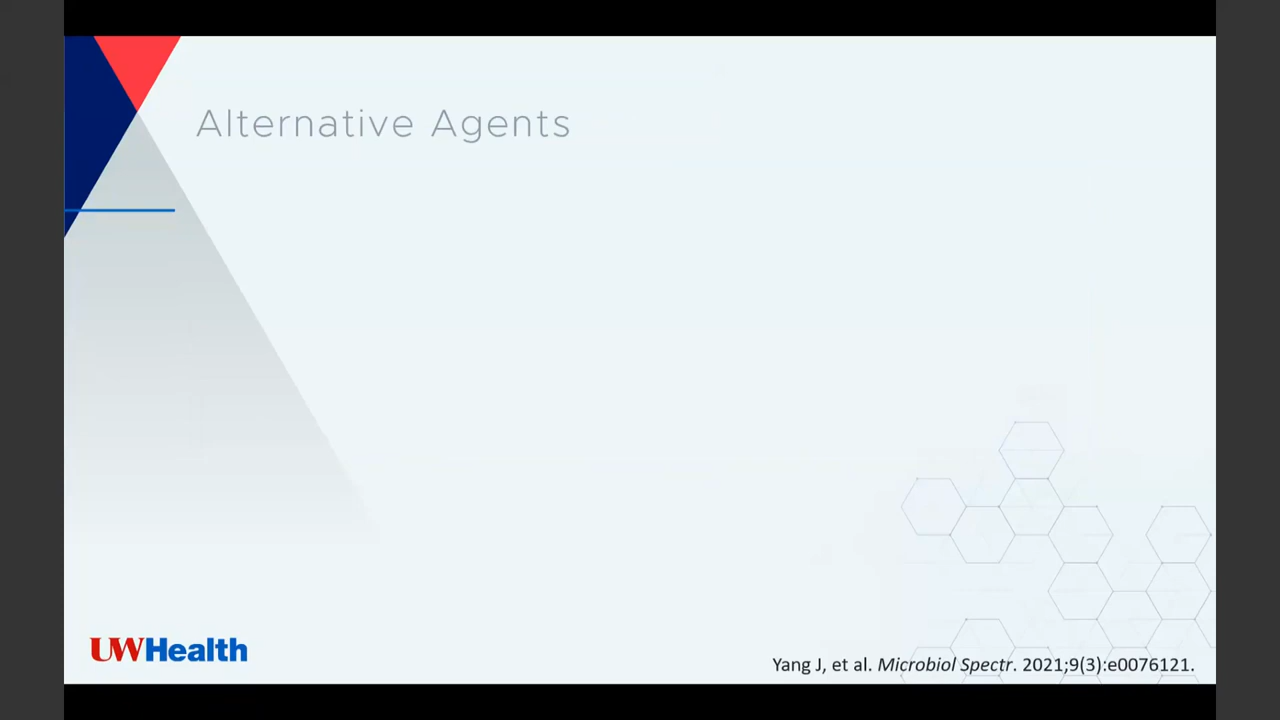 Alternative Agents
UWHealth
Yang J, et al. Microbiol Spectr. 2021;9(3):e0076121.